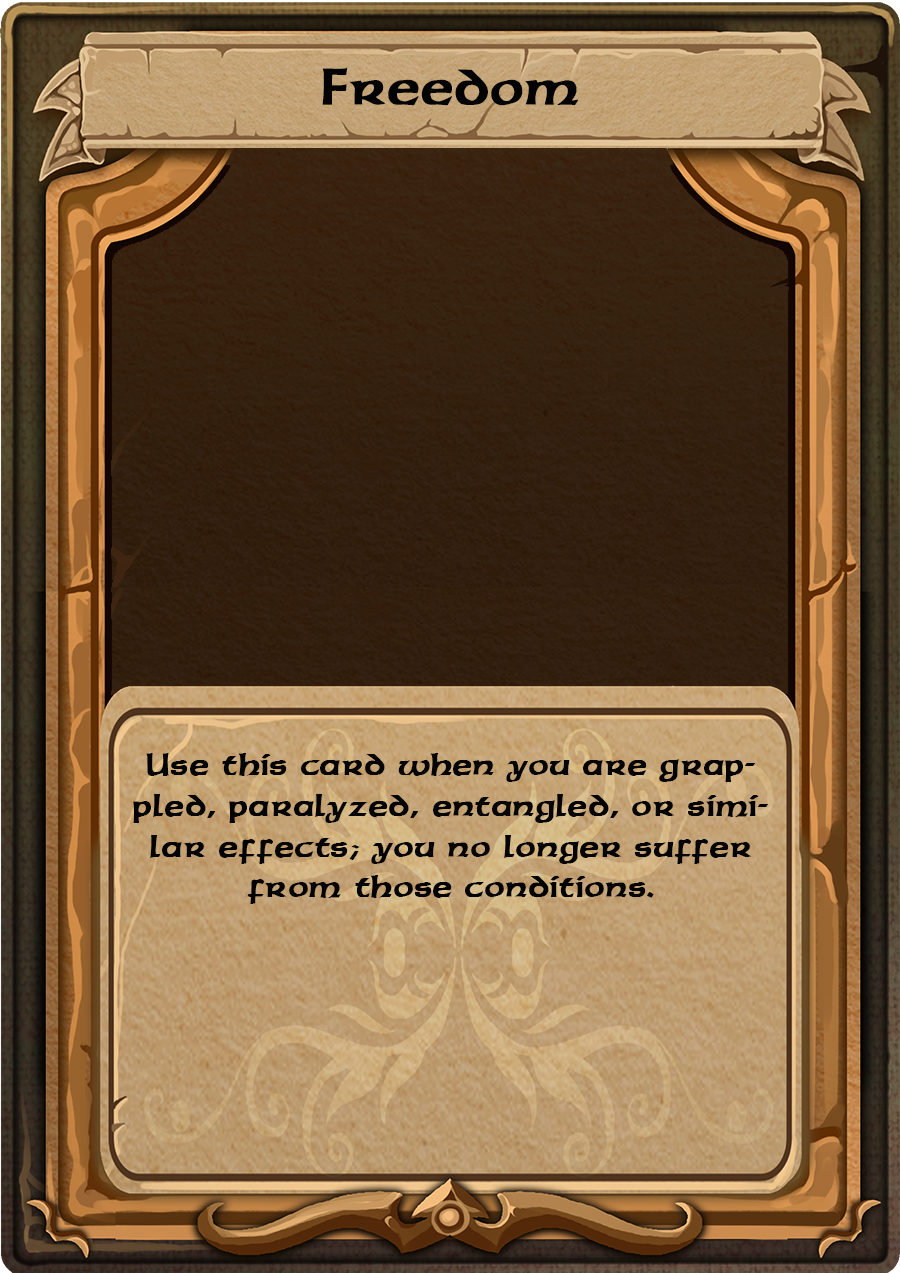 Freedom
Use this card when you are grap-
pled, paralyzed, entangled, or simi-
lar effects; you no longer suffer
from those conditions.